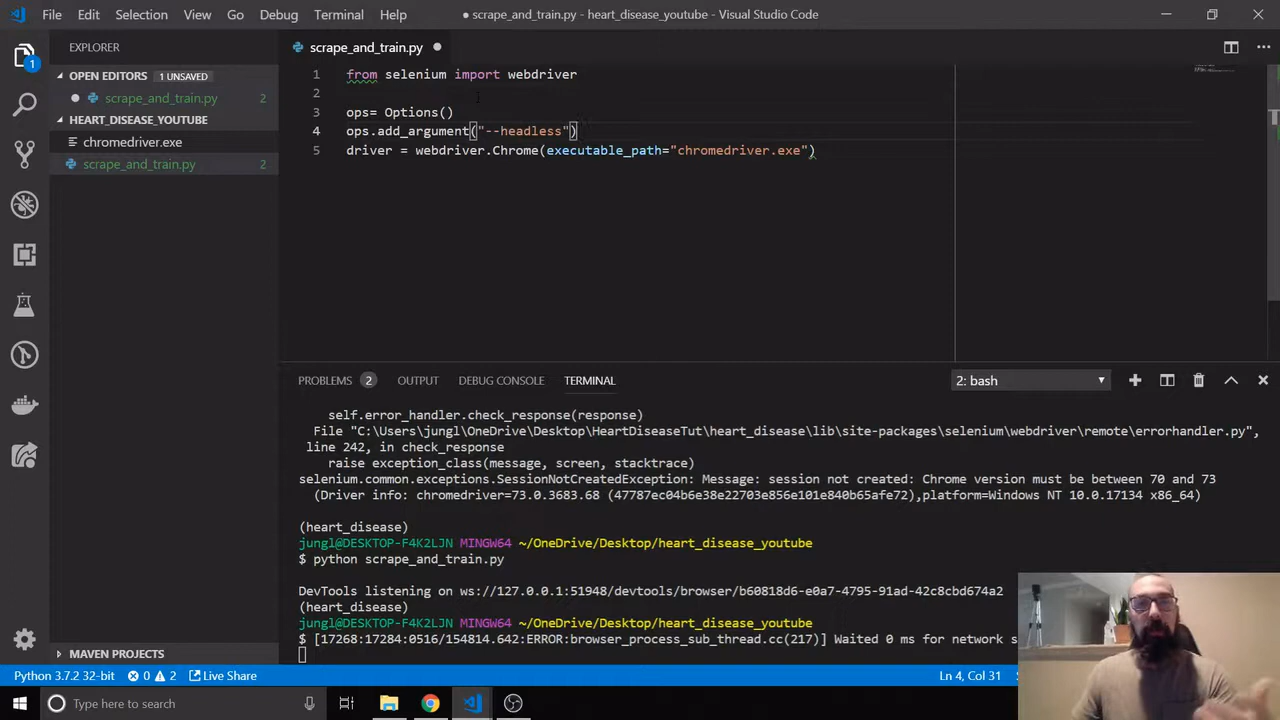 File Edit Selection View Go Debug Terminal Help
● scrape_and_train.py - heart_disease_youtube - Visual Studio Code
EXPLORER
OPEN EDITORS 1 UNSAVED
scrape_and_train.py 2
HEART_DISEASE_YOUTUBE
chromedriver.exe
scrape_and_train.py 2
MAVEN PROJECTS
1
scrape_and_train.py
1 from selenium import webdriver
2
3 ops= Options()
4 ops.add_argument("--headless")
5 driver = webdriver.Chrome(executable_path="chromedriver.exe")
PROBLEMS 2 OUTPUT DEBUG CONSOLE TERMINAL 2: bash
self.error_handler.check_response(response)
File "C:\Users\jungl\OneDrive\Desktop\HeartDiseaseTut\heart_disease\lib\site-packages\selenium\webdriver\remote\errorhandler.py",
line 242, in check_response
raise exception_class(message, screen, stacktrace)
selenium.common.exceptions.SessionNotCreatedException: Message: session not created: Chrome version must be between 70 and 73
(Driver info: chromedriver=73.0.3683.68 (47787ec04b6e38e22703e856e101e840b65afe72),platform=Windows NT 10.0.17134 x86_64)
(heart_disease)
jungl@DESKTOP-F4K2LJN MINGW64 ~/OneDrive/Desktop/heart_disease_youtube
$ python scrape_and_train.py
DevTools listening on ws://127.0.0.1:51948/devtools/browser/b60818d6-e0a7-4795-91ad-42c8cbd674a2
(heart_disease)
jungl@DESKTOP-F4K2LJN MINGW64 ~/OneDrive/Desktop/heart_disease_youtube
$ [17268:17284:0516/154814.642:ERROR:browser_process_sub_thread.cc(217)] Waited 0 ms for network s
Python 3.7.2 32-bit 0 2 Live Share
Ln 4, Col 31
Type here to search